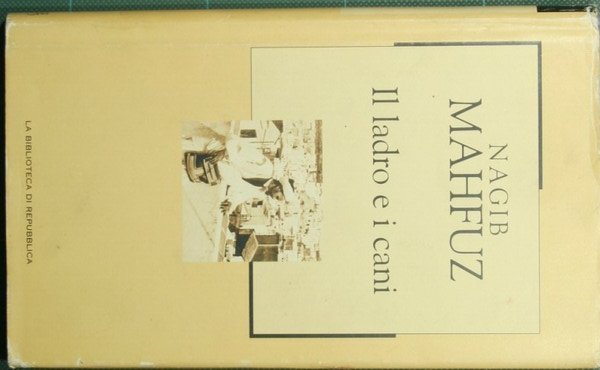 NAGIB
MAHFUZ
Il ladro e i cani
LA BIBLIOTECA DI REPUBBLICA